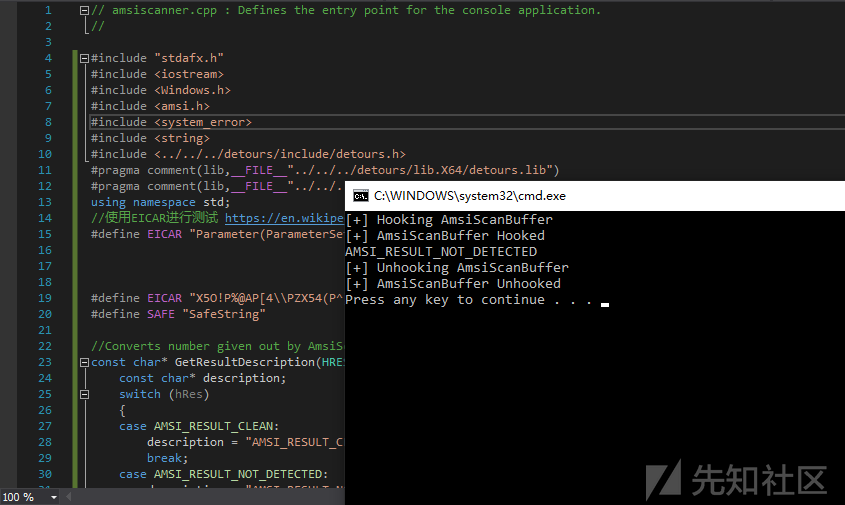 1 // amsiscanner.cpp : Defines the entry point for the console application.
2 //
3
4 #include "stdafx.h"
5 #include <iostream>
6 #include <Windows.h>
7 #include <amsi.h>
8 #include <system_error>
9 #include <string>
10 #include <../../../detours/include/detours.h>
11 #pragma comment(lib,__FILE__"../../../detours/lib.X64/detours.lib")
12 #pragma comment(lib,__FILE__"../../.
13 using namespace std;
14 //使用EICAR进行测试 https://en.wikipe
15 #define EICAR "Parameter(ParameterSe
16
17
18
19 #define EICAR "X5O!P%@AP[4\\PZX54(P^
20 #define SAFE "SafeString"
21
22 //Converts number given out by AmsiSc
23 const char* GetResultDescription(HRES
24 const char* description;
25 switch (hRes)
26 {
27 case AMSI_RESULT_CLEAN:
28 description = "AMSI_RESULT_C
29 break;
30 case AMSI_RESULT_NOT_DETECTED:
100 %
C:\WINDOWS\system32\cmd.exe
[+] Hooking AmsiScanBuffer
[+] AmsiScanBuffer Hooked
AMSI_RESULT_NOT_DETECTED
[+] Unhooking AmsiScanBuffer
[+] AmsiScanBuffer Unhooked
Press any key to continue . . .
先知社区